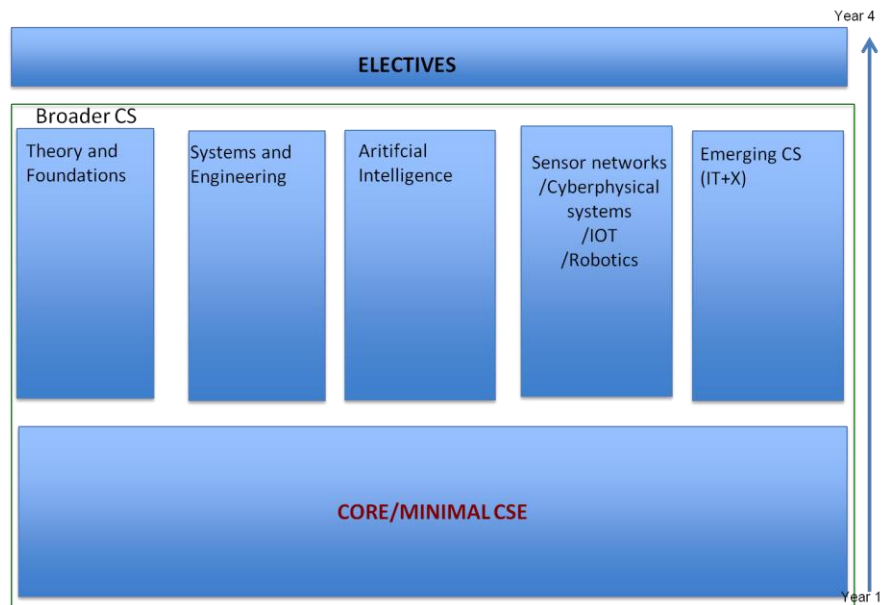 Year 4
ELECTIVES
Broader CS
Theory and
Foundations
Systems and
Engineering
Aritifcial
Intelligence
Sensor networks
/Cyberphysical
systems
/IOT
/Robotics
Emerging CS
(IT+X)
CORE/MINIMAL CSE
Year 1